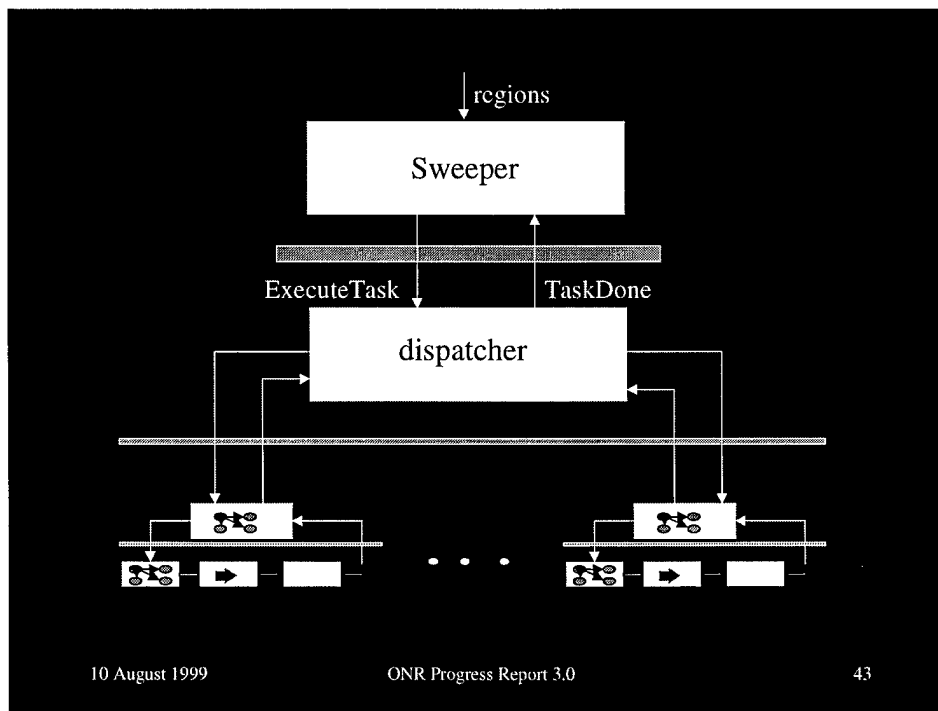 regions
Sweeper
ExecuteTask TaskDone
dispatcher
10 August 1999 ONR Progress Report 3.0 43